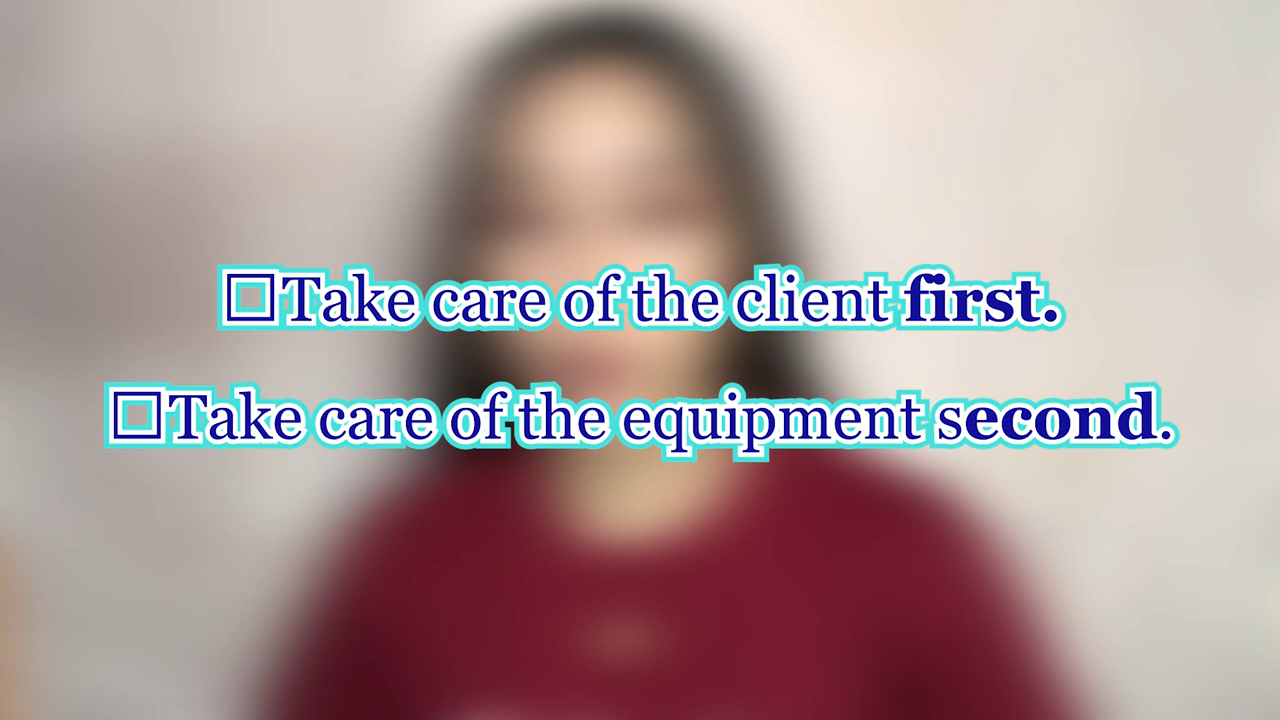 □Take care of the client first.
□Take care of the equipment second.